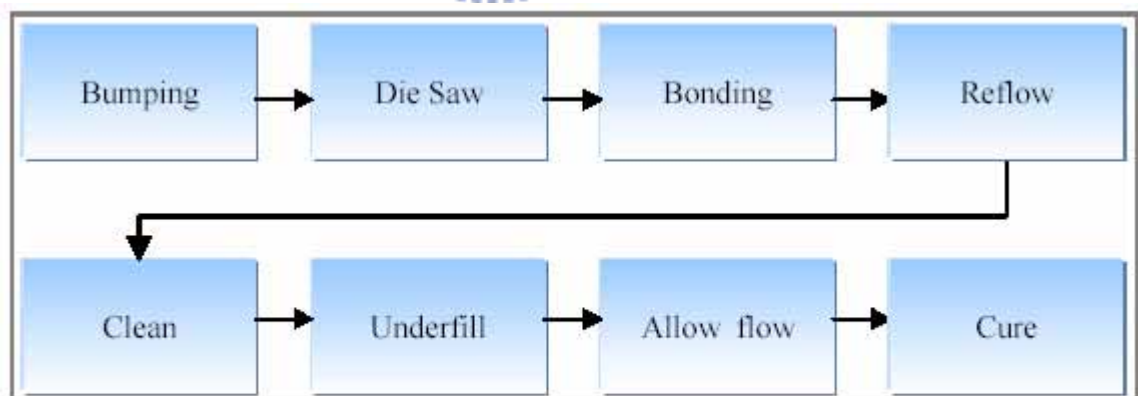 Bumping
Die Saw
Bonding
Reflow
Clean
Underfill
Allow flow
Cure